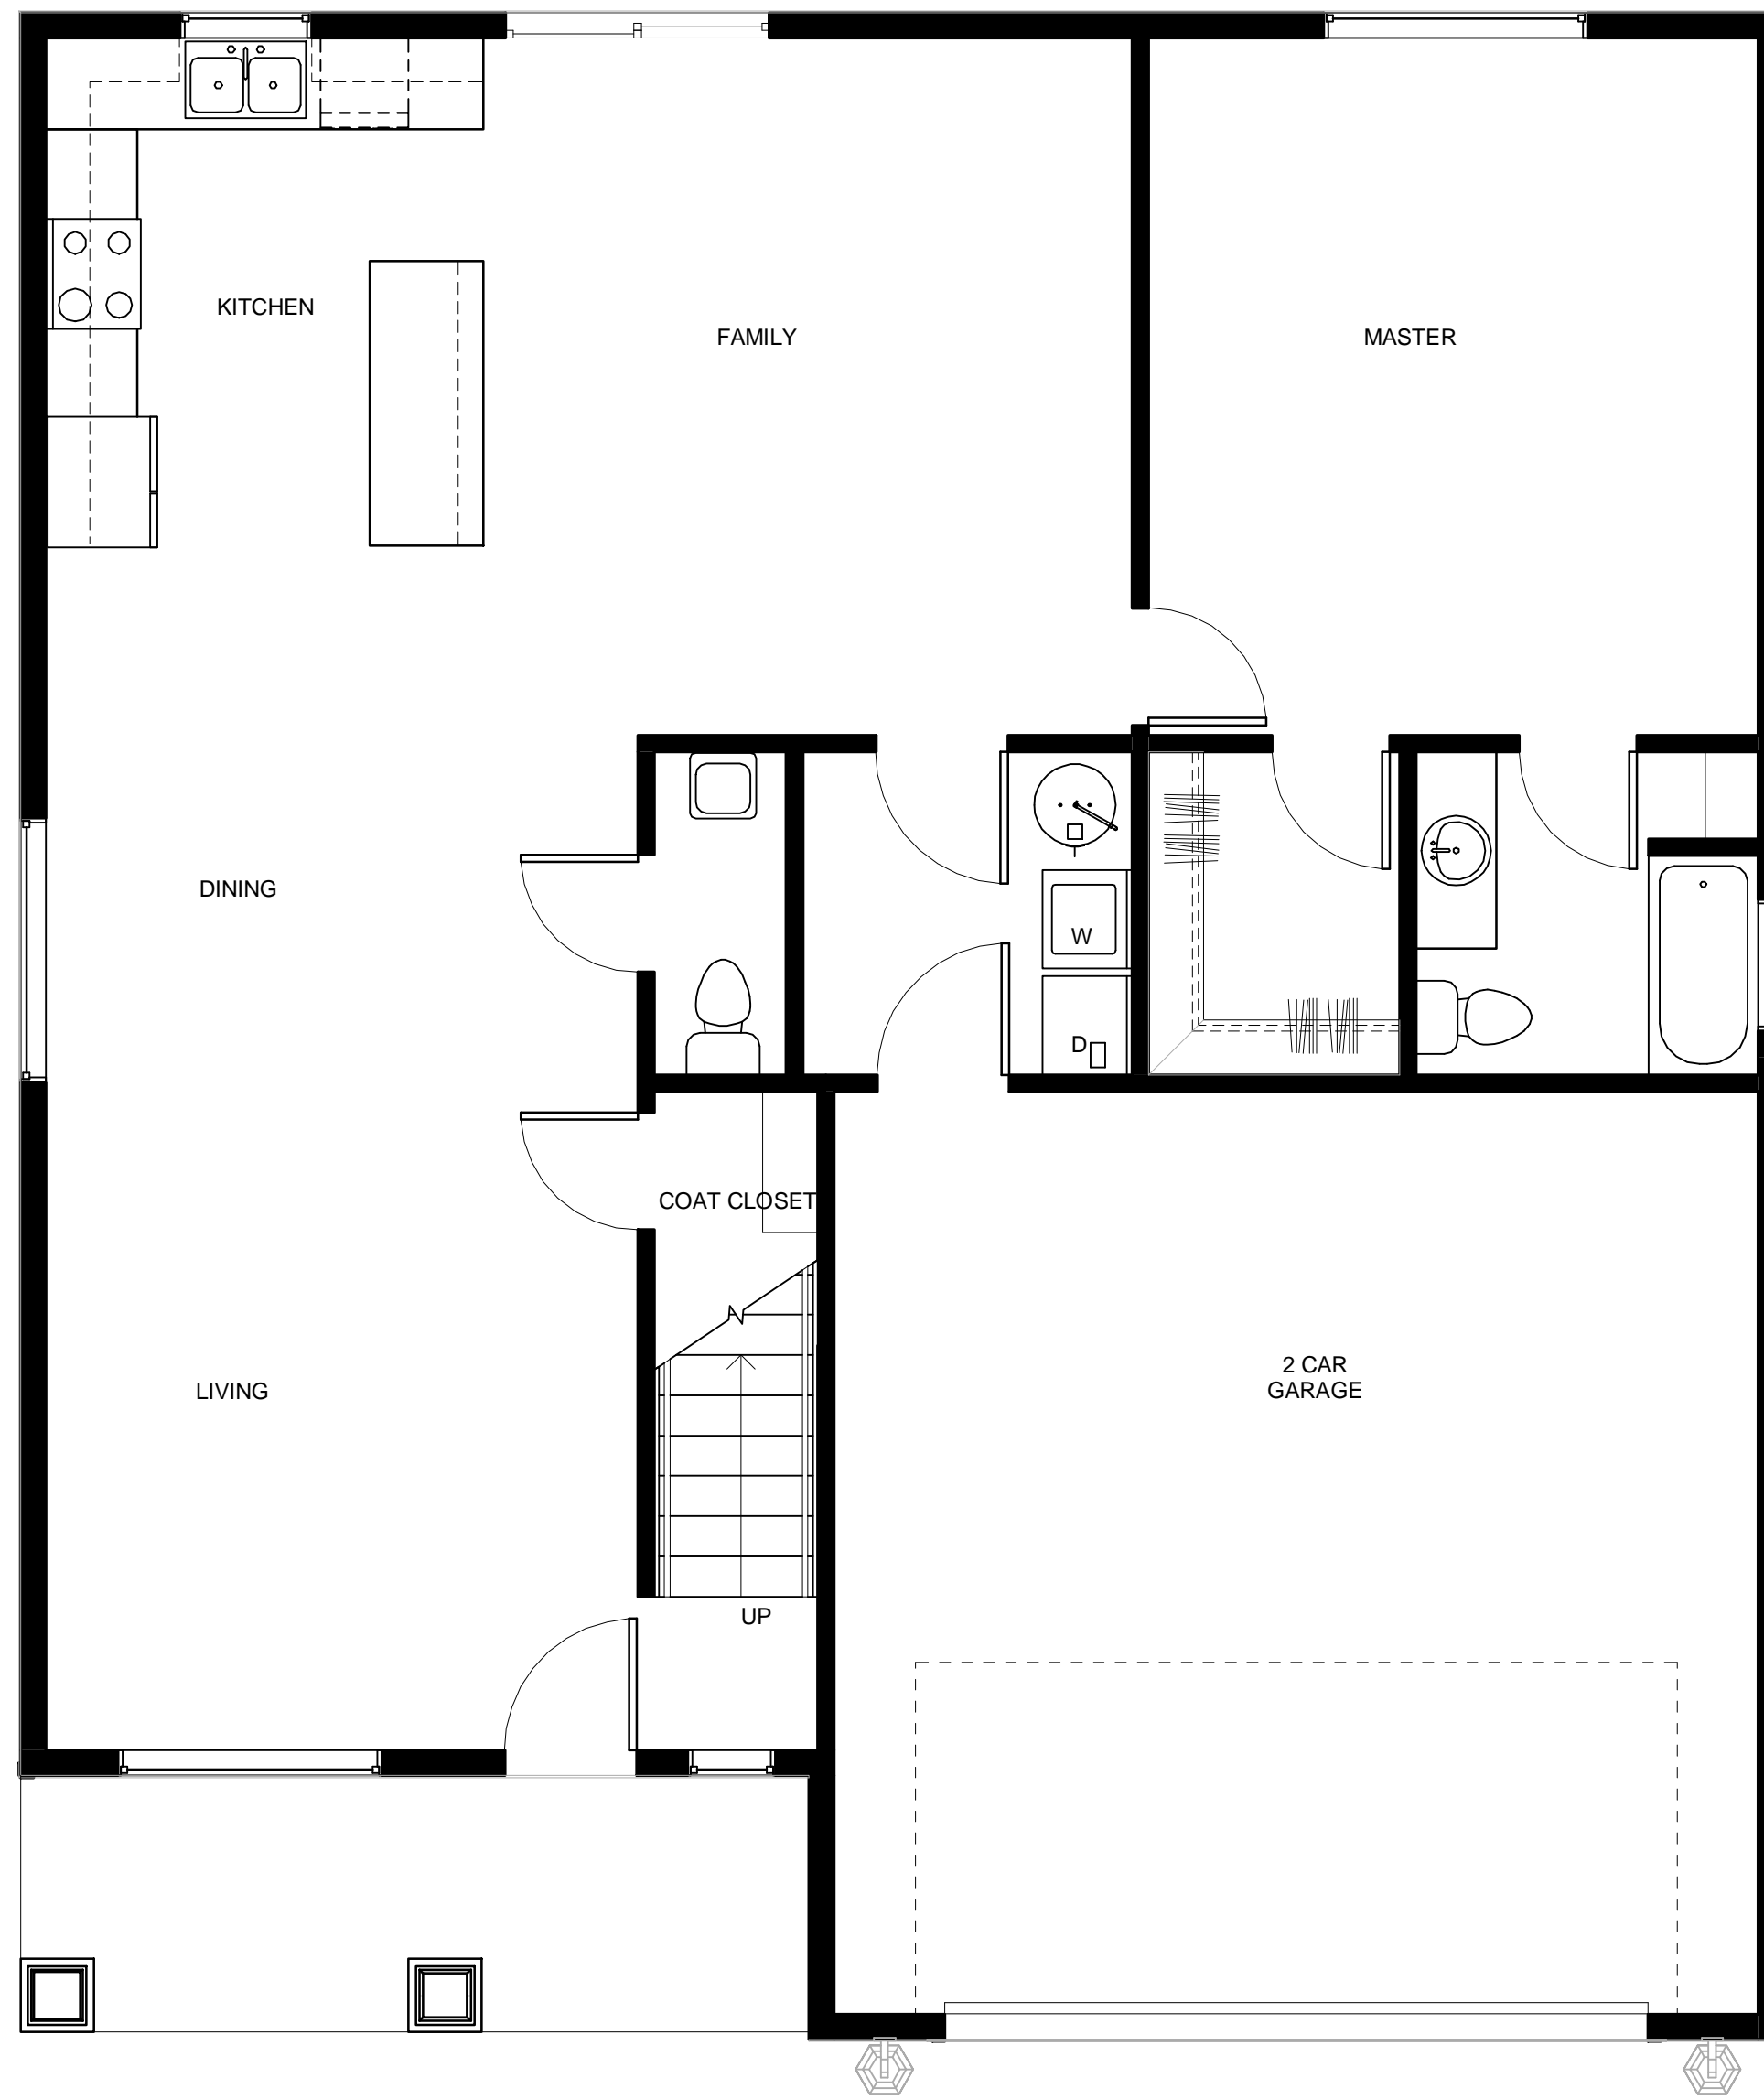 KITCHEN
FAMILY
MASTER
DINING
W
D
COAT CLOSET
LIVING
2 CAR
GARAGE
UP